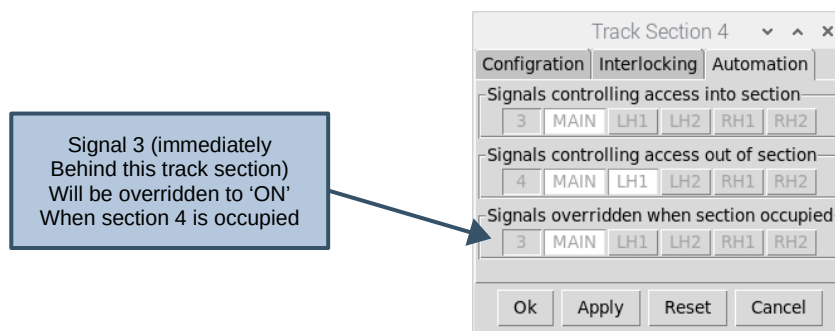 Track Section 4
Configration Interlocking Automation
Signals controlling access into section
3 MAIN LH1 LH2 RH1 RH2
Signals controlling access out of section
4 MAIN LH1 LH2 RH1 RH2
Signals overridden when section occupied
3 MAIN LH1 LH2 RH1 RH2
Ok Apply Reset Cancel
Signal 3 (immediately
Behind this track section)
Will be overridden to ‘ON’
When section 4 is occupied